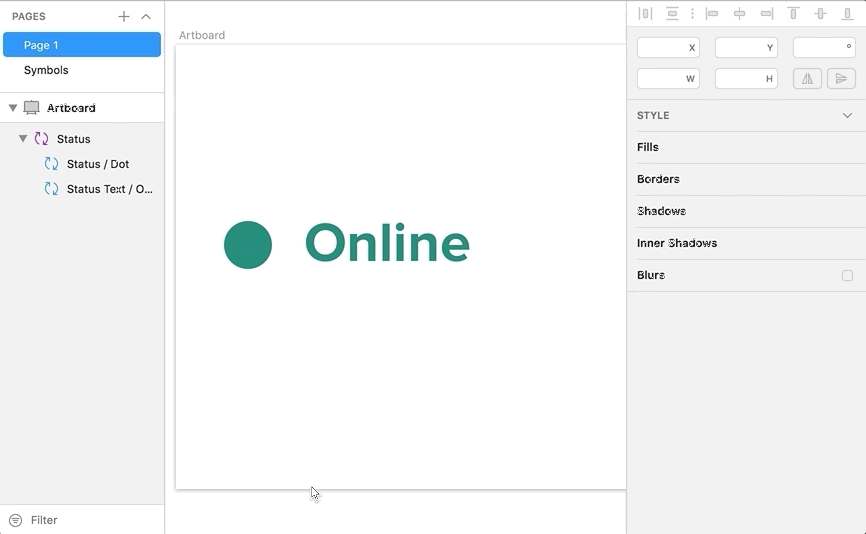 PAGES
Page 1
Symbols
Artboard
Status
Status / Dot
Status Text / O...
Filter
Artboard
Online
X
Y
°
W
H
STYLE
Fills
Borders
Shadows
Inner Shadows
Blurs